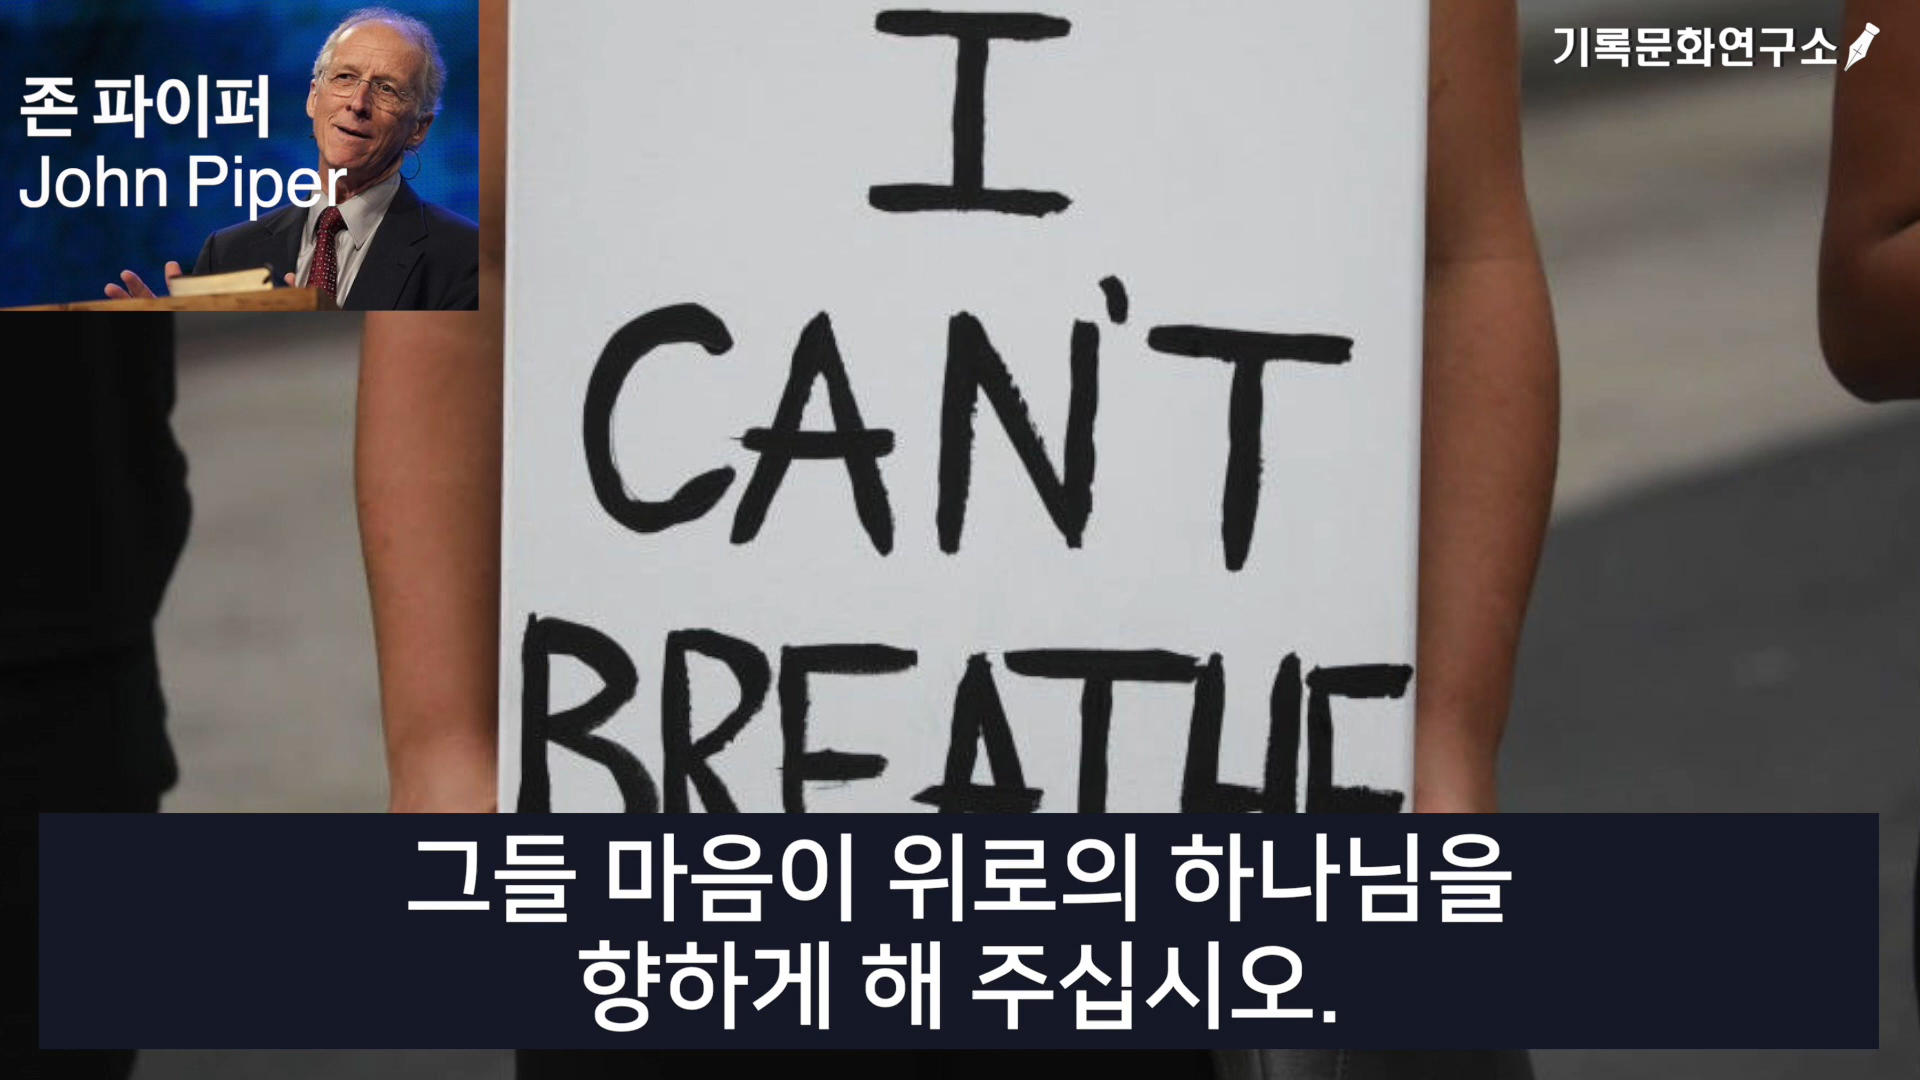 존 파이퍼
John Piper
기록문화연구소
I
CAN'T
BREATHE
그들 마음이 위로의 하나님을
향하게 해 주십시오.